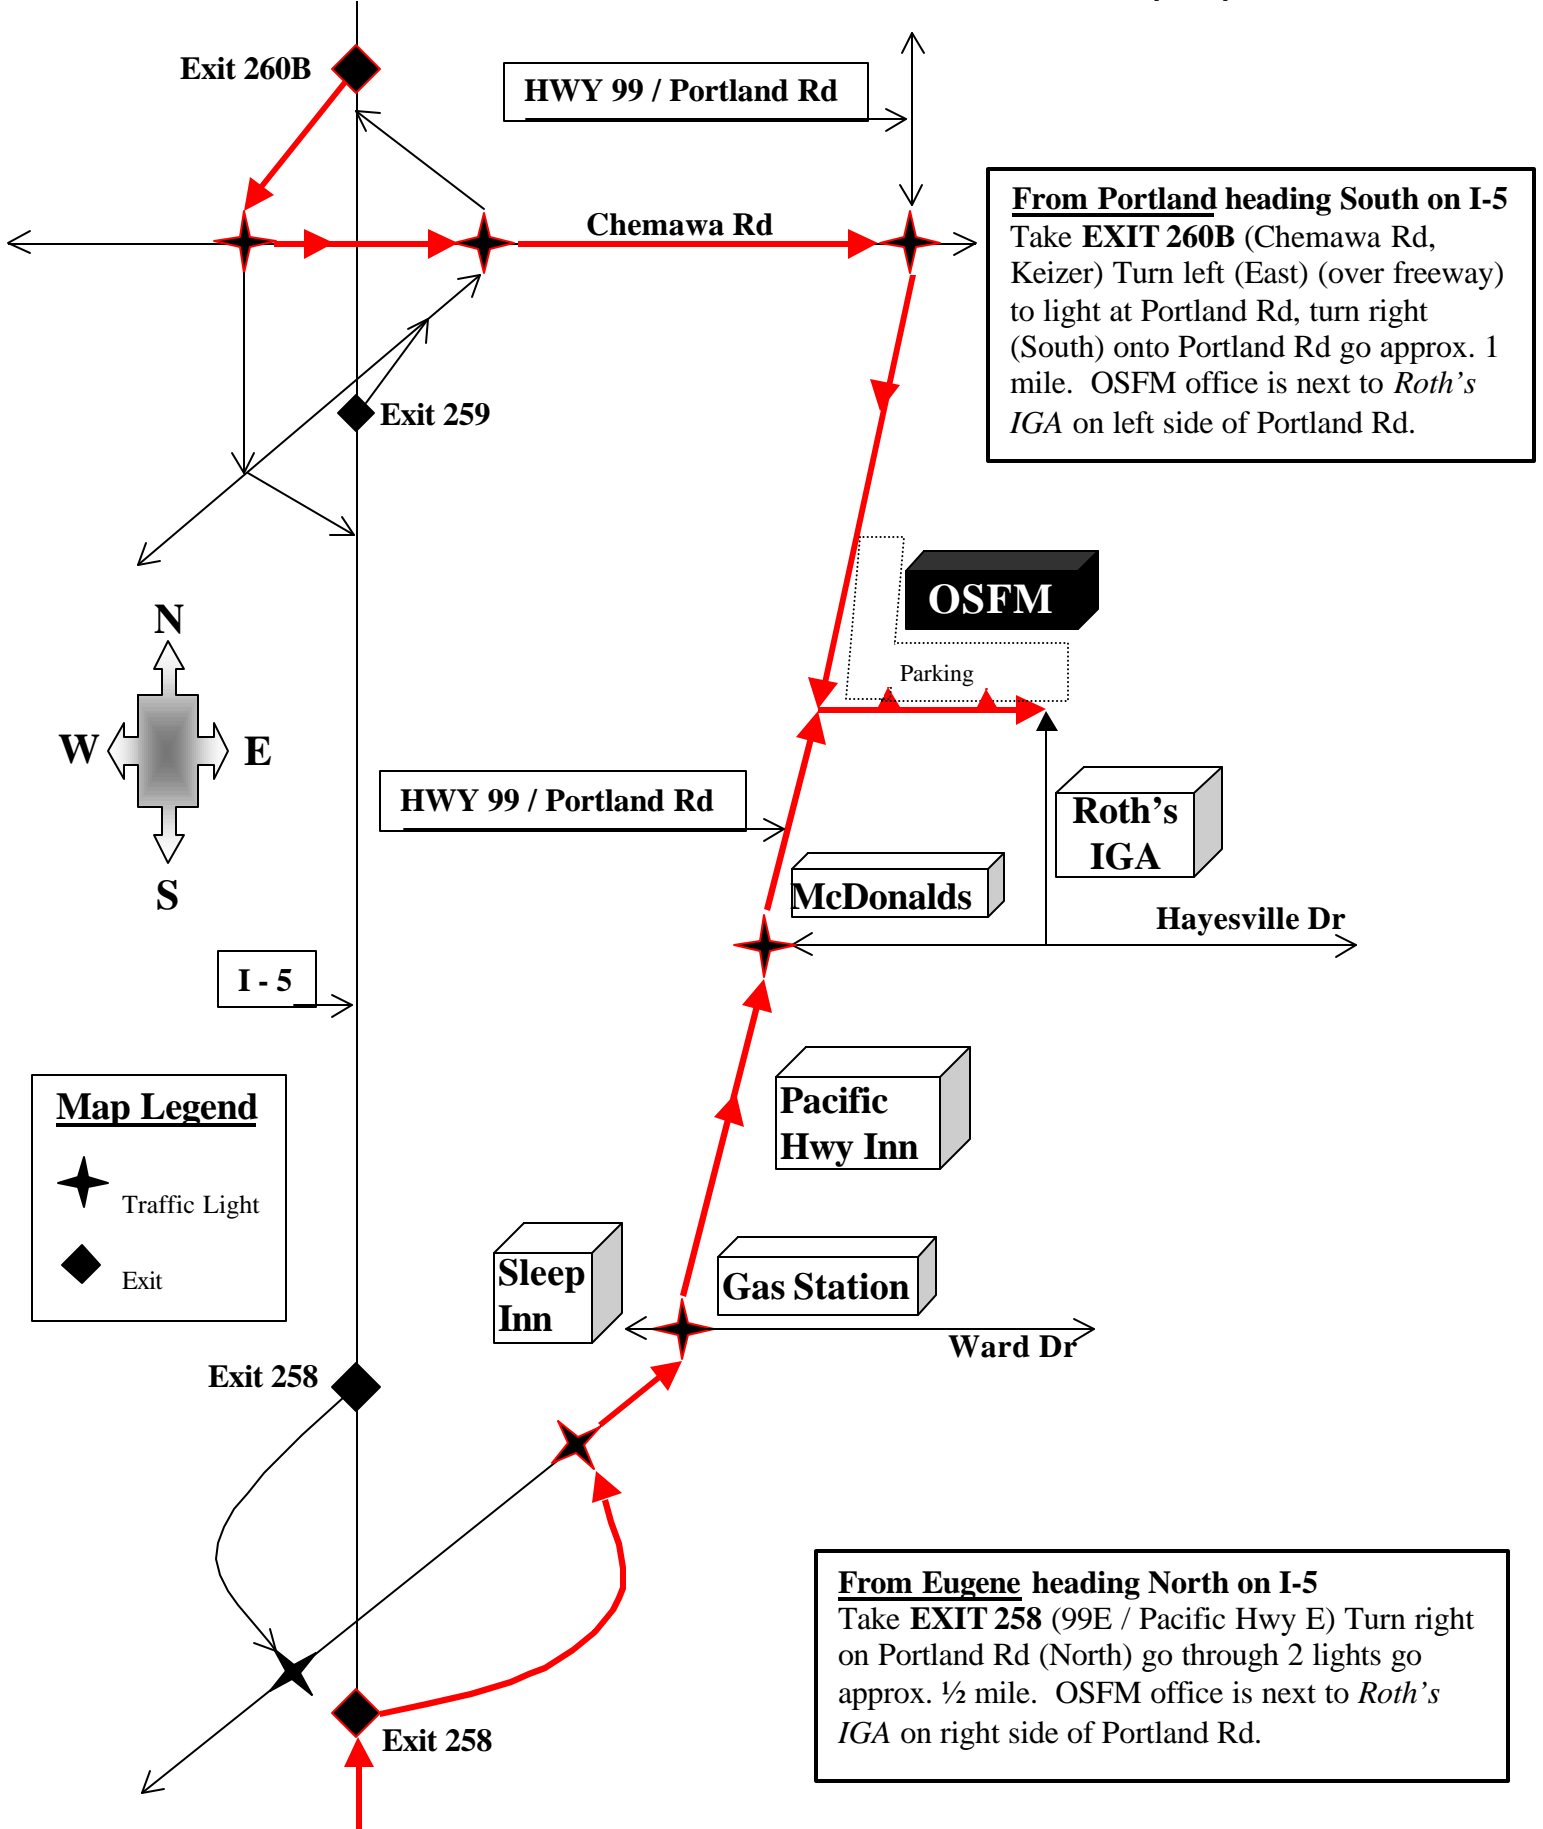 Exit 260B
HWY 99 / Portland Rd
Chemawa Rd
From Portland heading South on I-5
Take EXIT 260B (Chemawa Rd,
Keizer) Turn left (East) (over freeway)
to light at Portland Rd, turn right
(South) onto Portland Rd go approx. 1
mile.  OSFM office is next to Roth's
IGA on left side of Portland Rd.
Exit 259
OSFM
Parking
N
W
E
S
HWY 99 / Portland Rd
Roth's
IGA
McDonalds
Hayesville Dr
I - 5
Pacific
Hwy Inn
Map Legend
Traffic Light
Exit
Sleep
Inn
Gas Station
Ward Dr
Exit 258
From Eugene heading North on I-5
Take EXIT 258 (99E / Pacific Hwy E) Turn right
on Portland Rd (North) go through 2 lights go
approx. ½ mile.  OSFM office is next to Roth's
IGA on right side of Portland Rd.
Exit 258